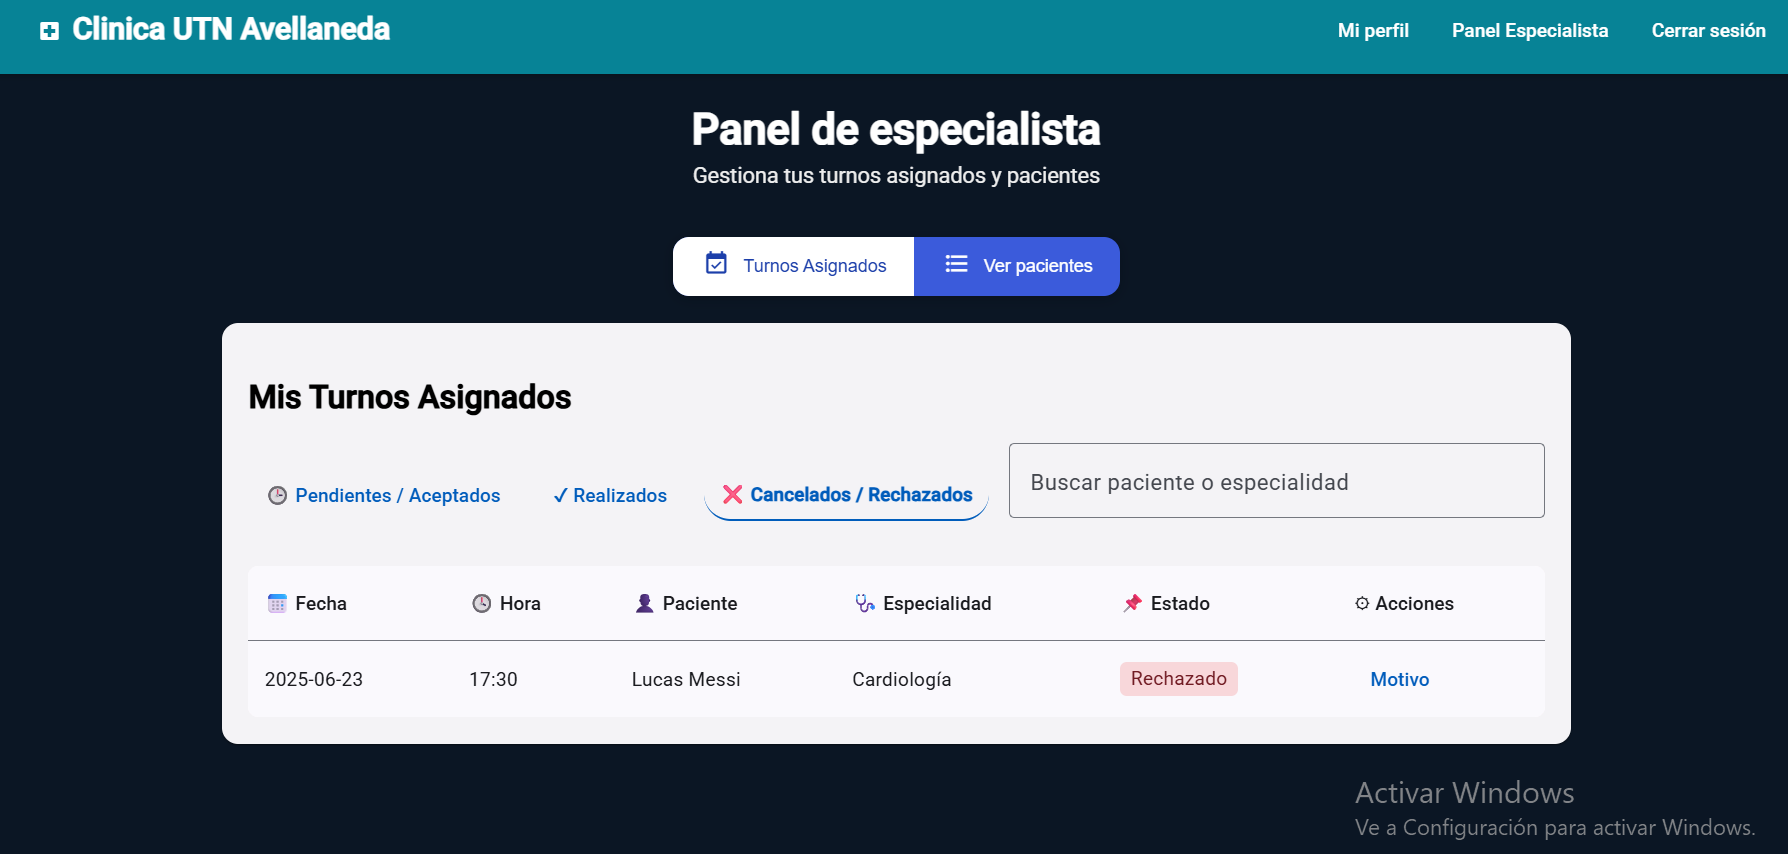 Clinica UTN Avellaneda
Mi perfil
Panel Especialista
Cerrar sesión
Panel de especialista
Gestiona tus turnos asignados y pacientes
Turnos Asignados
Ver pacientes
Mis Turnos Asignados
Pendientes / Aceptados
✓ Realizados
❌ Cancelados / Rechazados
Buscar paciente o especialidad
Fecha
Hora
Paciente
Especialidad
Estado
Acciones
2025-06-23
17:30
Lucas Messi
Cardiología
Rechazado
Motivo
Activar Windows
Ve a Configuración para activar Windows.